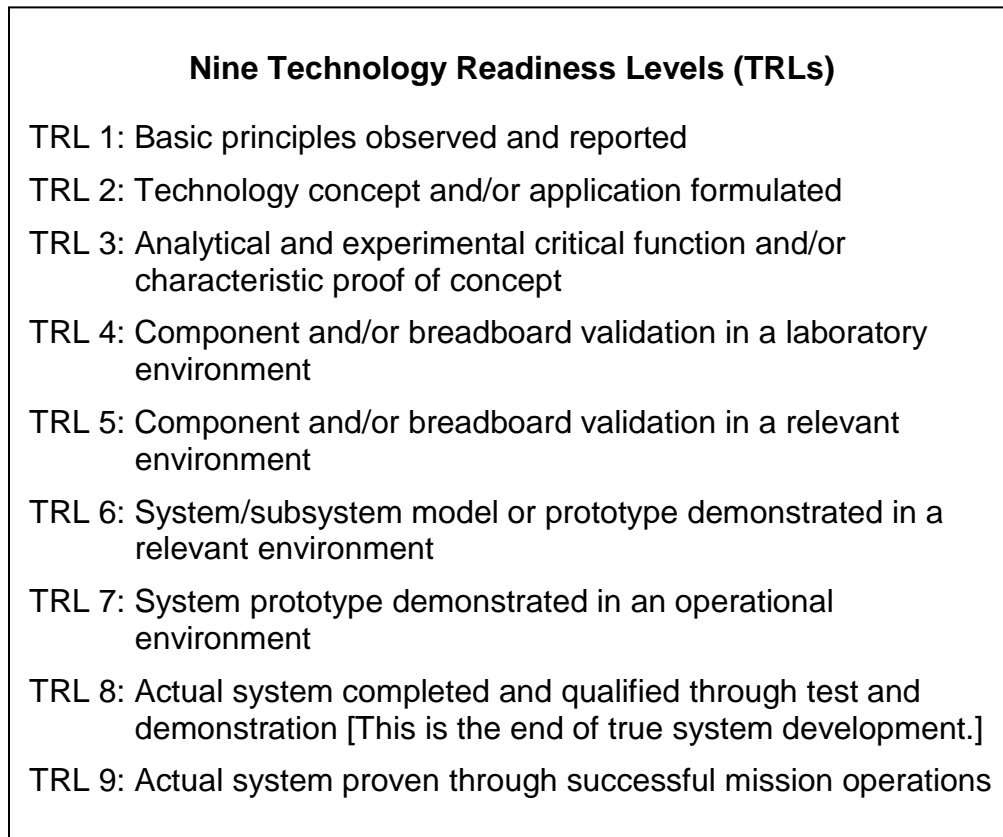 Nine Technology Readiness Levels (TRLs)
TRL 1: Basic principles observed and reported
TRL 2: Technology concept and/or application formulated
TRL 3: Analytical and experimental critical function and/or
characteristic proof of concept
TRL 4: Component and/or breadboard validation in a laboratory
environment
TRL 5: Component and/or breadboard validation in a relevant
environment
TRL 6: System/subsystem model or prototype demonstrated in a
relevant environment
TRL 7: System prototype demonstrated in an operational
environment
TRL 8: Actual system completed and qualified through test and
demonstration [This is the end of true system development.]
TRL 9: Actual system proven through successful mission operations